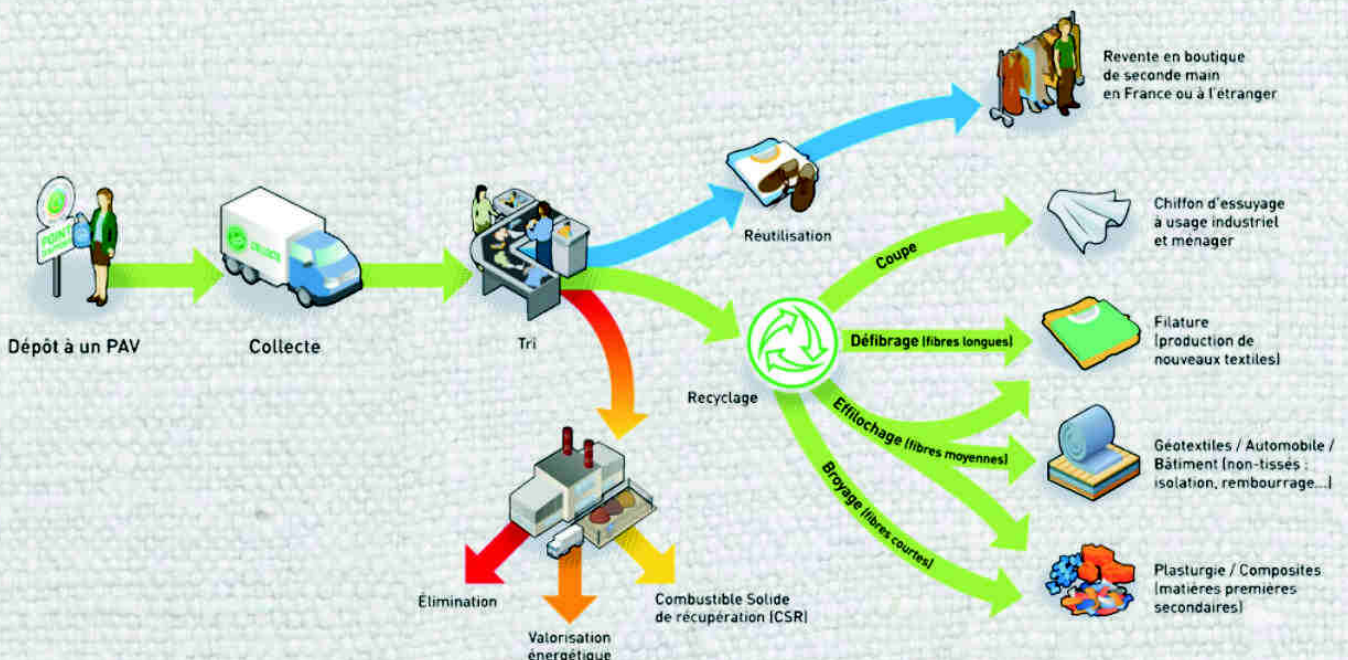 Revente en boutique
de seconde main
en France ou à l'étranger
POINT
Dépôt à un PAV
COLLECTE
Collecte
Tri
Réutilisation
Recyclage
Coupe
Chiffon d'essuyage
à usage industriel
et ménager
Défibrage (fibres longues)
Filature
(production de
nouveaux textiles)
Effilochage (fibres moyennes)
Géotextiles / Automobile /
Bâtiment (non-tissés :
isolation, rembourrage...)
Broyage (fibres courtes)
Plasturgie / Composites
(matières premières
secondaires)
Élimination
Valorisation
énergétique
Combustible Solide
de récupération (CSR)